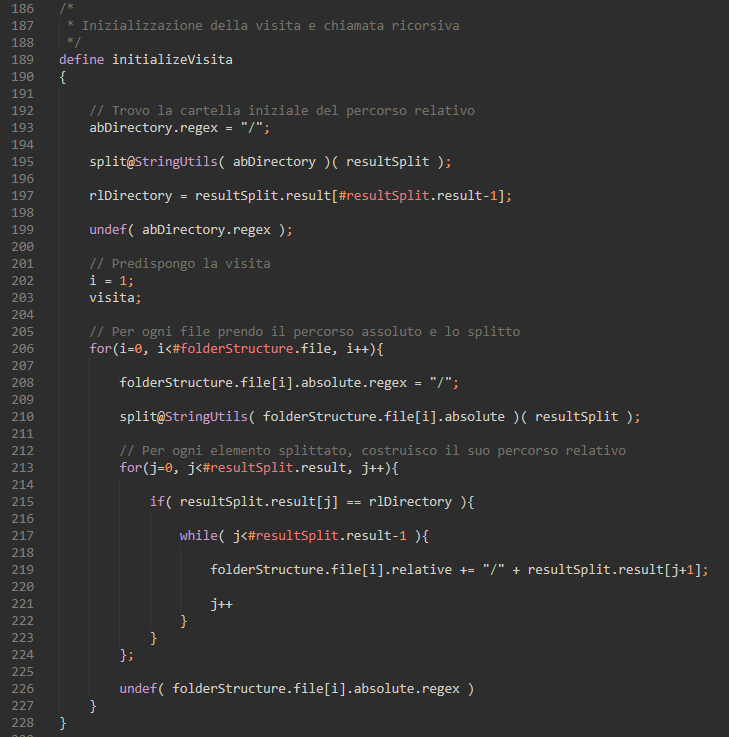 186 /*
187  * Inizializzazione della visita e chiamata ricorsiva
188  */
189 define initializeVisita
190 {
191
192     // Trovo la cartella iniziale del percorso relativo
193     abDirectory.regex = "/";
194
195     split@StringUtils( abDirectory )( resultSplit );
196
197     rlDirectory = resultSplit.result[#resultSplit.result-1];
198
199     undef( abDirectory.regex );
200
201     // Predispongo la visita
202     i = 1;
203     visita;
204
205     // Per ogni file prendo il percorso assoluto e lo splitto
206     for(i=0, i<#folderStructure.file, i++){
207
208         folderStructure.file[i].absolute.regex = "/";
209
210         split@StringUtils( folderStructure.file[i].absolute )( resultSplit );
211
212         // Per ogni elemento splittato, costruisco il suo percorso relativo
213         for(j=0, j<#resultSplit.result, j++){
214
215             if( resultSplit.result[j] == rlDirectory ){
216
217                 while( j<#resultSplit.result-1 ){
218
219                     folderStructure.file[i].relative += "/" + resultSplit.result[j+1];
220
221                     j++
222                 }
223             }
224         };
225
226         undef( folderStructure.file[i].absolute.regex )
227     }
228 }